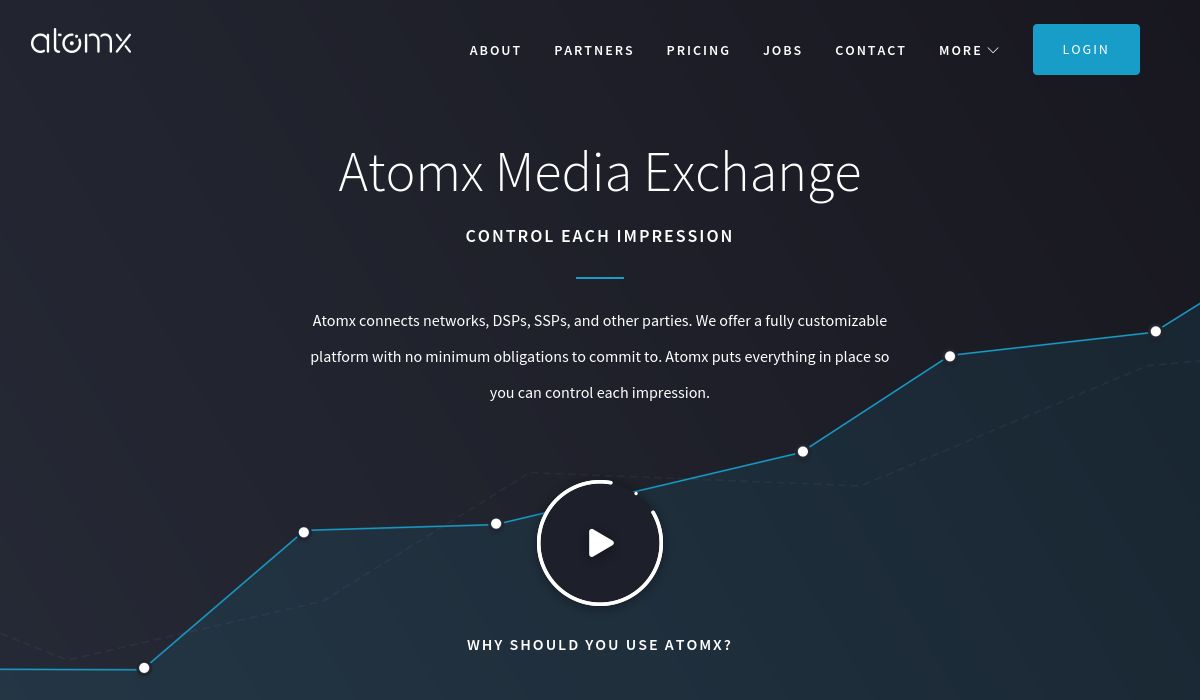 atomx
ABOUT PARTNERS PRICING JOBS CONTACT MORE LOGIN
Atomx Media Exchange
CONTROL EACH IMPRESSION
Atomx connects networks, DSPs, SSPs, and other parties. We offer a fully customizable
platform with no minimum obligations to commit to. Atomx puts everything in place so
you can control each impression.
WHY SHOULD YOU USE ATOMX?